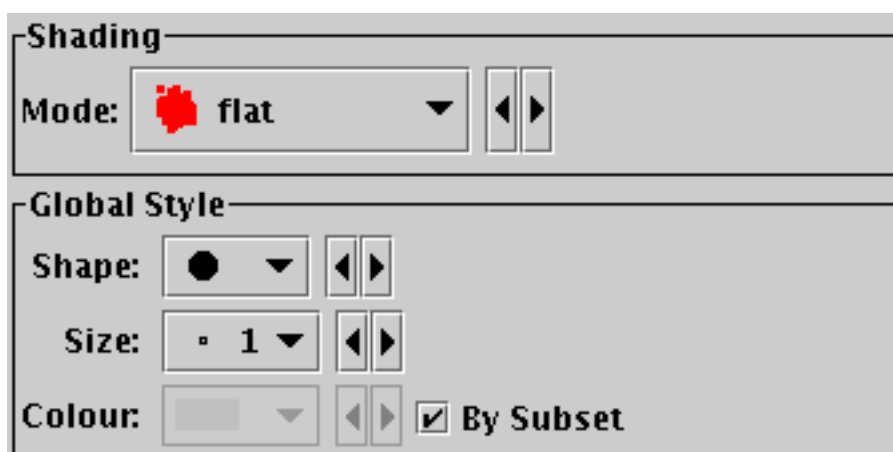 Shading
Mode: flat
Global Style
Shape:
Size: 1
Colour: By Subset